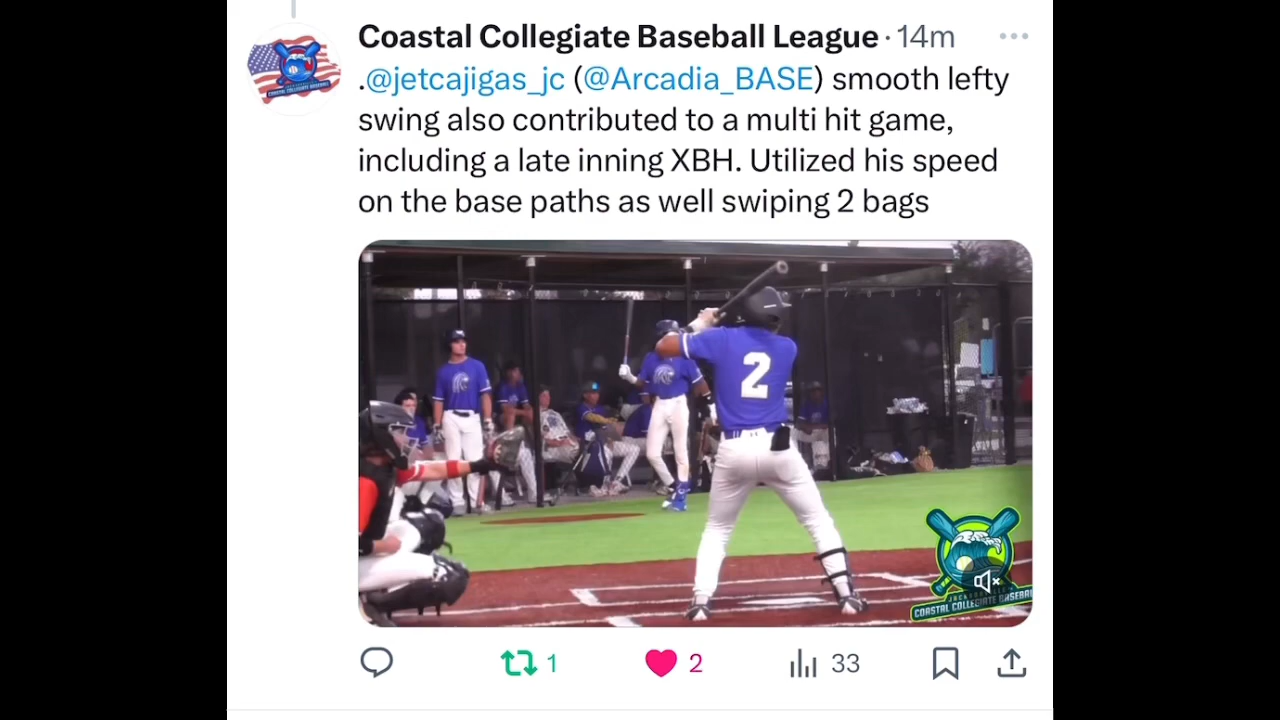 Coastal Collegiate Baseball League · 14m
.@jetcajigas_jc (@Arcadia_BASE) smooth lefty
swing also contributed to a multi hit game,
including a late inning XBH. Utilized his speed
on the base paths as well swiping 2 bags
2
COASTAL COLLEGIATE BASEBALL
1 2 33